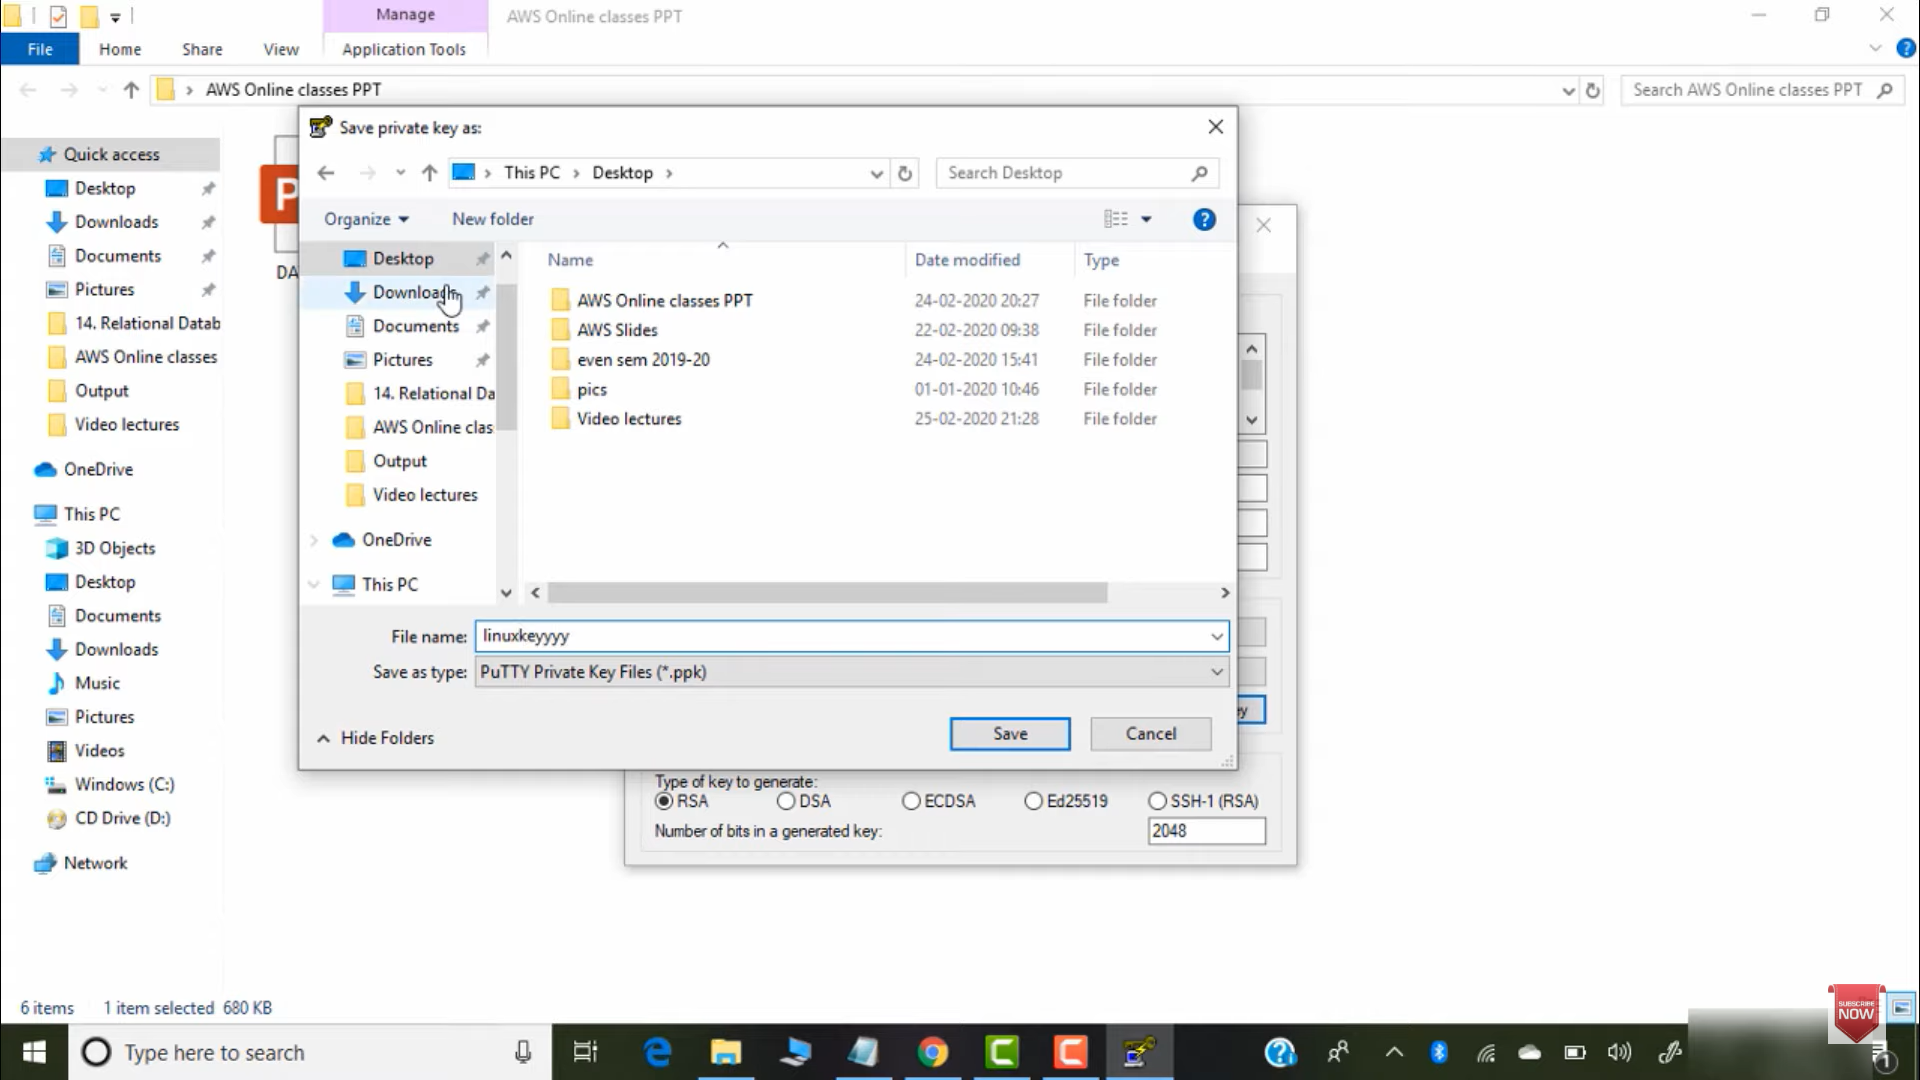 Manage
AWS Online classes PPT
File
Home
Share
View
Application Tools
AWS Online classes PPT
Search AWS Online classes PPT
Save private key as:
This PC
Desktop
Search Desktop
Organize
New folder
Quick access
Desktop
Downloads
Documents
Pictures
14. Relational Datab
AWS Online classes
Output
Video lectures
OneDrive
This PC
3D Objects
Desktop
Documents
Downloads
Music
Pictures
Videos
Windows (C:)
CD Drive (D:)
Network
P
DA
Desktop
Downloads
Documents
Pictures
14. Relational Da
AWS Online clas
Output
Video lectures
OneDrive
This PC
Name Date modified Type
AWS Online classes PPT 24-02-2020 20:27 File folder
AWS Slides 22-02-2020 09:38 File folder
even sem 2019-20 24-02-2020 15:41 File folder
pics 01-01-2020 10:46 File folder
Video lectures 25-02-2020 21:28 File folder
File name: linuxkeyyyy
Save as type: PuTTY Private Key Files (*.ppk)
Hide Folders
Save
Cancel
ey
Type of key to generate:
RSA DSA ECDSA Ed25519 SSH-1 (RSA)
Number of bits in a generated key: 2048
6 items 1 item selected 680 KB
SUBSCRIBE
NOW
Type here to search
1